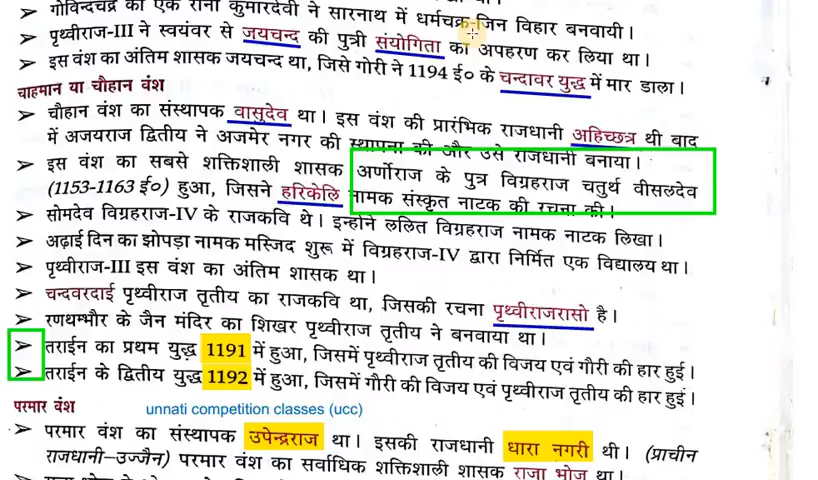 गोविन्दचंद्र की एक रानी कुमारदेवी ने सारनाथ में धर्मचक्र-जिन विहार बनवायी।
➤ पृथ्वीराज-III ने स्वयंवर से जयचन्द की पुत्री संयोगिता का अपहरण कर लिया था।
➤ इस वंश का अंतिम शासक जयचन्द था, जिसे गोरी ने 1194 ई० के चन्दावर युद्ध में मार डाला।
चाहमान या चौहान वंश
➤ चौहान वंश का संस्थापक वासुदेव था। इस वंश की प्रारंभिक राजधानी अहिच्छत्र थी बाद
में अजयराज द्वितीय ने अजमेर नगर की स्थापना की और उसे राजधानी बनाया।
➤ इस वंश का सबसे शक्तिशाली शासक अर्णोराज के पुत्र विग्रहराज चतुर्थ वीसलदेव
(1153-1163 ई०) हुआ, जिसने हरिकेलि नामक संस्कृत नाटक की रचना की।
➤ सोमदेव विग्रहराज-IV के राजकवि थे। इन्होंने ललित विग्रहराज नामक नाटक लिखा।
➤ अढ़ाई दिन का झोपड़ा नामक मस्जिद शुरू में विग्रहराज-IV द्वारा निर्मित एक विद्यालय था।
➤ पृथ्वीराज-III इस वंश का अंतिम शासक था।
➤ चन्दवरदाई पृथ्वीराज तृतीय का राजकवि था, जिसकी रचना पृथ्वीराजरासो है।
➤ रणथम्भौर के जैन मंदिर का शिखर पृथ्वीराज तृतीय ने बनवाया था।
➤ तराईन का प्रथम युद्ध 1191 में हुआ, जिसमें पृथ्वीराज तृतीय की विजय एवं गौरी की हार हुई।
➤ तराईन के द्वितीय युद्ध 1192 में हुआ, जिसमें गौरी की विजय एवं पृथ्वीराज तृतीय की हार हुई।
परमार वंश
unnati competition classes (ucc)
➤ परमार वंश का संस्थापक उपेन्द्रराज था। इसकी राजधानी धारा नगरी थी। (प्राचीन
राजधानी–उज्जैन) परमार वंश का सर्वाधिक शक्तिशाली शासक राजा भोज था।